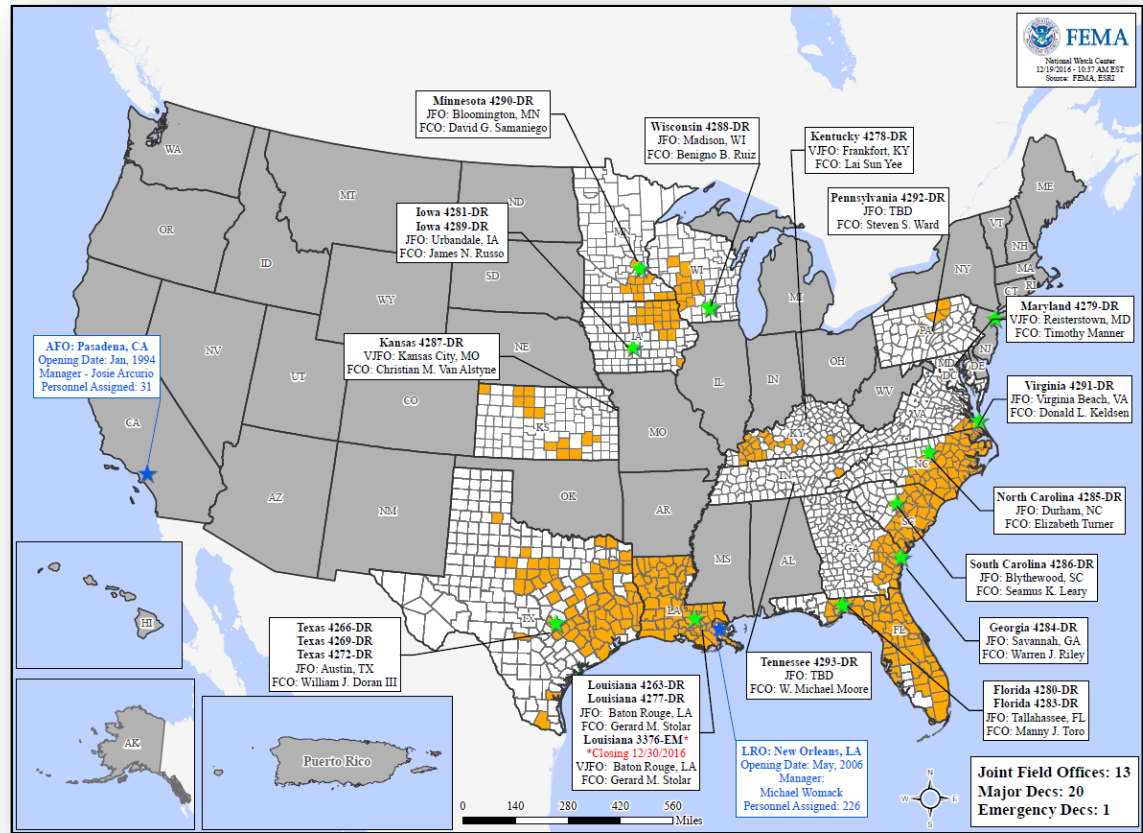 FEMA
National Watch Center
12/19/2016 - 10:37 AM EST
Source: FEMA, ESRI
Minnesota 4290-DR
JFO: Bloomington, MN
FCO: David G. Samaniego
Wisconsin 4288-DR
JFO: Madison, WI
FCO: Benigno B. Ruiz
Kentucky 4278-DR
VJFO: Frankfort, KY
FCO: Lai Sun Yee
Pennsylvania 4292-DR
JFO: TBD
FCO: Steven S. Ward
Iowa 4281-DR
Iowa 4289-DR
JFO: Urbandale, IA
FCO: James N. Russo
Maryland 4279-DR
VJFO: Reisterstown, MD
FCO: Timothy Manner
AFO: Pasadena, CA
Opening Date: Jan, 1994
Manager - Josie Arcurio
Personnel Assigned: 31
Kansas 4287-DR
VJFO: Kansas City, MO
FCO: Christian M. Van Alstyne
Virginia 4291-DR
JFO: Virginia Beach, VA
FCO: Donald L. Keldsen
North Carolina 4285-DR
JFO: Durham, NC
FCO: Elizabeth Turner
South Carolina 4286-DR
JFO: Blythewood, SC
FCO: Seamus K. Leary
Georgia 4284-DR
JFO: Savannah, GA
FCO: Warren J. Riley
Texas 4266-DR
Texas 4269-DR
Texas 4272-DR
JFO: Austin, TX
FCO: William J. Doran III
Tennessee 4293-DR
JFO: TBD
FCO: W. Michael Moore
Louisiana 4263-DR
Louisiana 4277-DR
JFO: Baton Rouge, LA
FCO: Gerard M. Stolar
Louisiana 3376-EM*
*Closing 12/30/2016
VJFO: Baton Rouge, LA
FCO: Gerard M. Stolar
Florida 4280-DR
Florida 4283-DR
JFO: Tallahassee, FL
FCO: Manny J. Toro
LRO: New Orleans, LA
Opening Date: May, 2006
Manager:
Michael Womack
Personnel Assigned: 226
Joint Field Offices: 13
Major Decs: 20
Emergency Decs: 1
WA
OR
CA
NV
ID
MT
WY
UT
AZ
CO
NM
ND
SD
NE
KS
OK
TX
MN
IA
MO
AR
LA
WI
IL
MS
MI
IN
KY
TN
AL
OH
WV
GA
FL
SC
NC
VA
PA
MD
DC
DE
NJ
NY
CT
RI
MA
VT
NH
ME
HI
AK
Puerto Rico
0 140 280 420 560
Miles
N
W
E
S